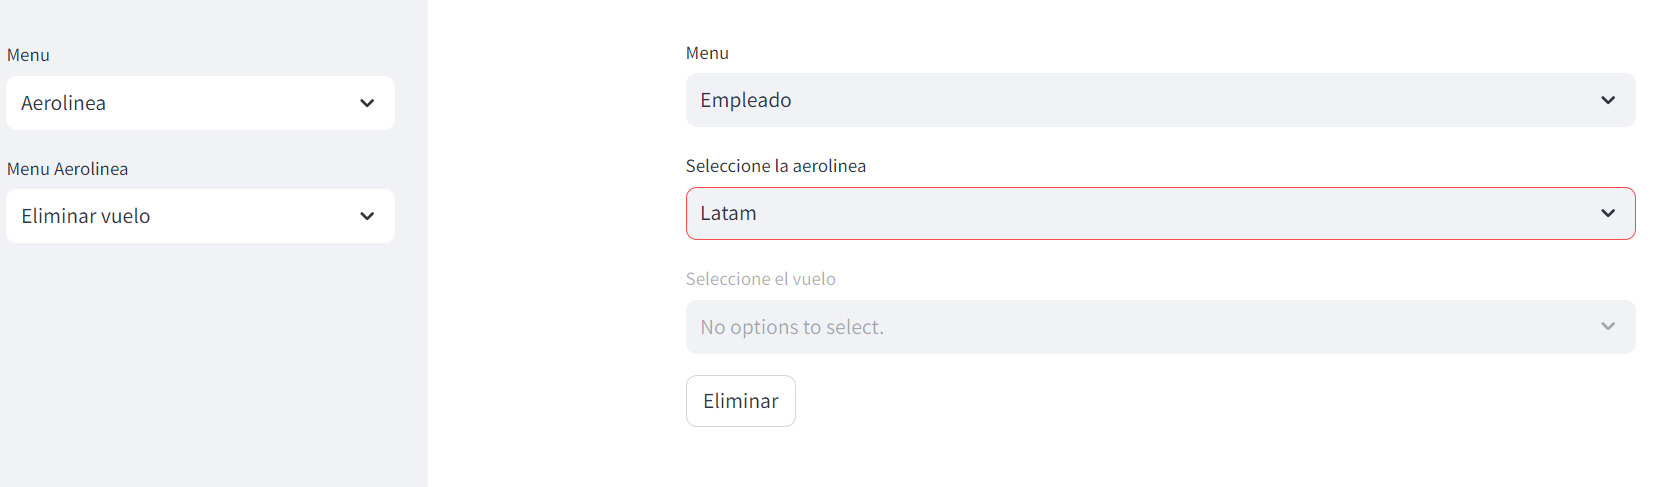 Menu
Aerolinea
Menu Aerolinea
Eliminar vuelo
Menu
Empleado
Seleccione la aerolinea
Latam
Seleccione el vuelo
No options to select.
Eliminar